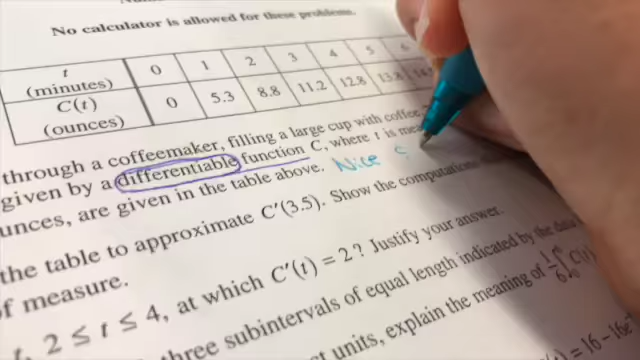 No calculator is allowed for these problems.
t (minutes) 0 1 2 3 4 5 6
C(t) (ounces) 0 5.3 8.8 11.2 12.8 13.8
through a coffeemaker, filling a large cup with coffee.
given by a differentiable function C, where t is
unces, are given in the table above. Nice
the table to approximate C′(3.5). Show the computations
of measure.
t, 2 ≤ t ≤ 4, at which C′(t) = 2? Justify your answer.
three subintervals of equal length indicated by the data
units, explain the meaning of
= 16 − 16e